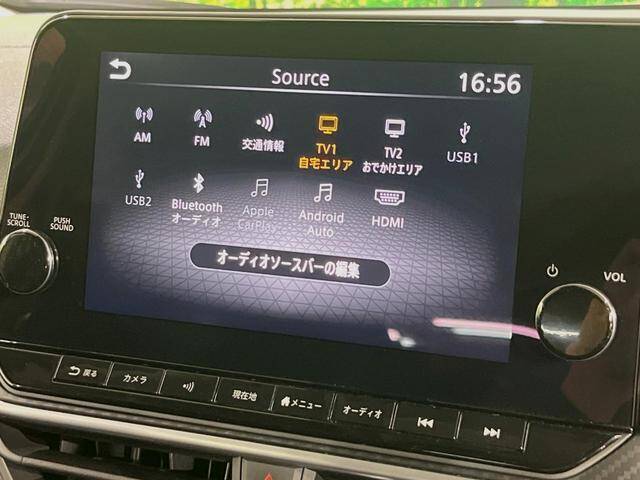 Source
16:56
AM
FM
交通情報
TV1
自宅エリア
TV2
おでかけエリア
USB1
USB2
Bluetooth
オーディオ
Apple
CarPlay
Android
Auto
HDMI
オーディオソースバーの編集
TUNE·
SCROLL
PUSH
SOUND
VOL
戻る
カメラ
現在地
メニュー
オーディオ